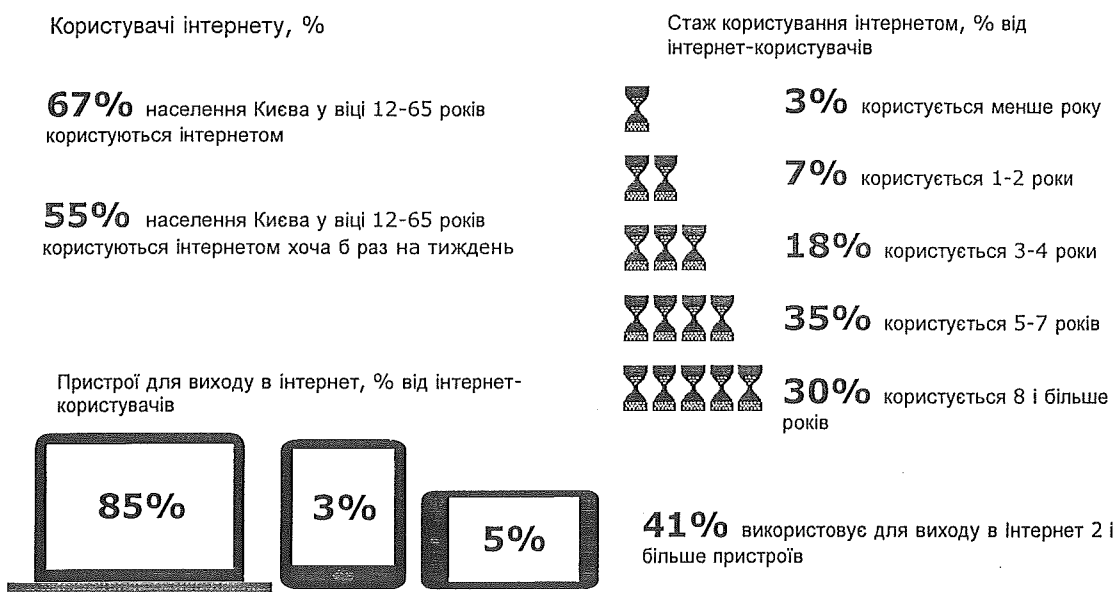 Користувачі інтернету, %
67% населення Києва у віці 12-65 років
користуються інтернетом
55% населення Києва у віці 12-65 років
користуються інтернетом хоча б раз на тиждень
Стаж користування інтернетом, % від
інтернет-користувачів
3% користується менше року
7% користується 1-2 роки
18% користується 3-4 роки
35% користується 5-7 років
30% користується 8 і більше
років
Пристрої для виходу в інтернет, % від інтернет-
користувачів
85%
3%
5%
41% використовує для виходу в Інтернет 2 і
більше пристроїв